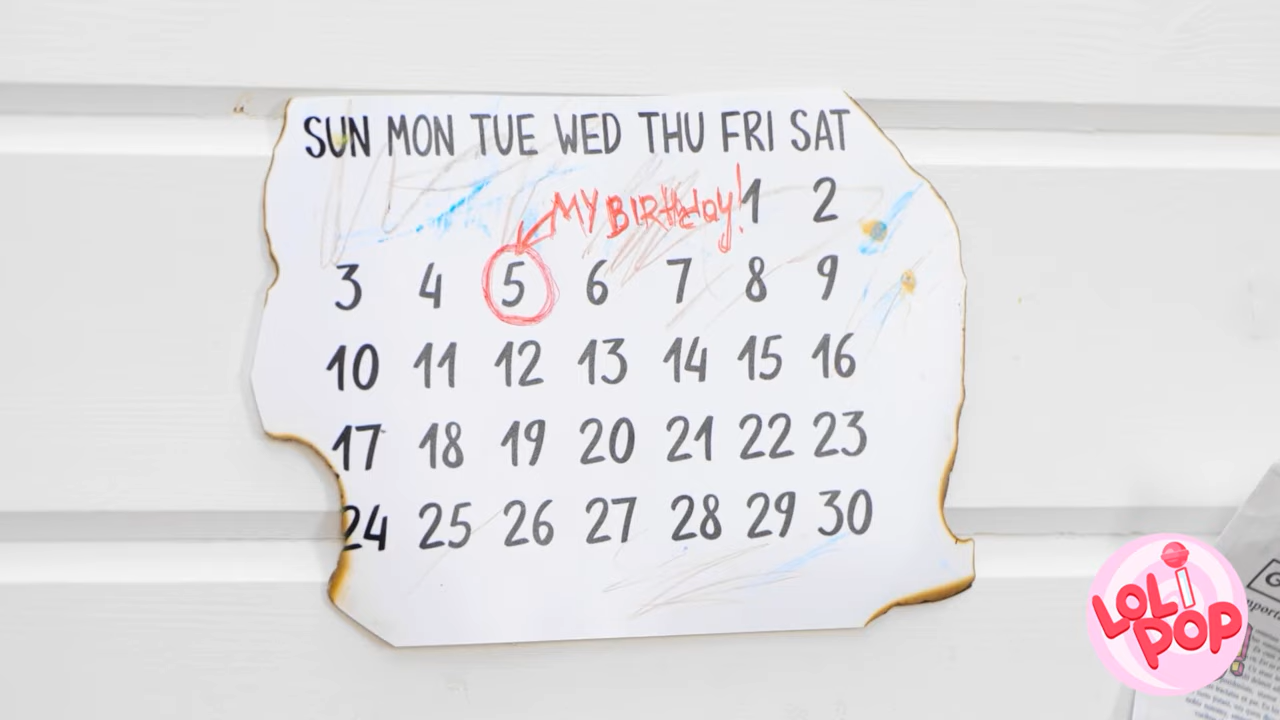 SUN MON TUE WED THU FRI SAT
MY BIRthday!
1 2
3 4 5 6 7 8 9
10 11 12 13 14 15 16
17 18 19 20 21 22 23
24 25 26 27 28 29 30
LOLiPOP